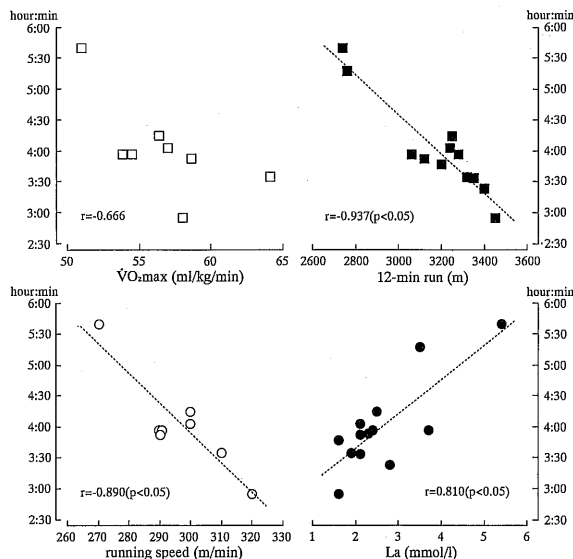 hour:min
6:00
5:30
5:00
4:30
4:00
3:30
3:00
2:30
r=-0.666
50 55 60 65
V̇O₂max (ml/kg/min)
hour:min
6:00
5:30
5:00
4:30
4:00
3:30
3:00
2:30
r=-0.937(p<0.05)
2600 2800 3000 3200 3400 3600
12-min run (m)
hour:min
6:00
5:30
5:00
4:30
4:00
3:30
3:00
2:30
r=-0.890(p<0.05)
260 270 280 290 300 310 320 330
running speed (m/min)
hour:min
6:00
5:30
5:00
4:30
4:00
3:30
3:00
2:30
r=0.810(p<0.05)
1 2 3 4 5 6
La (mmol/l)